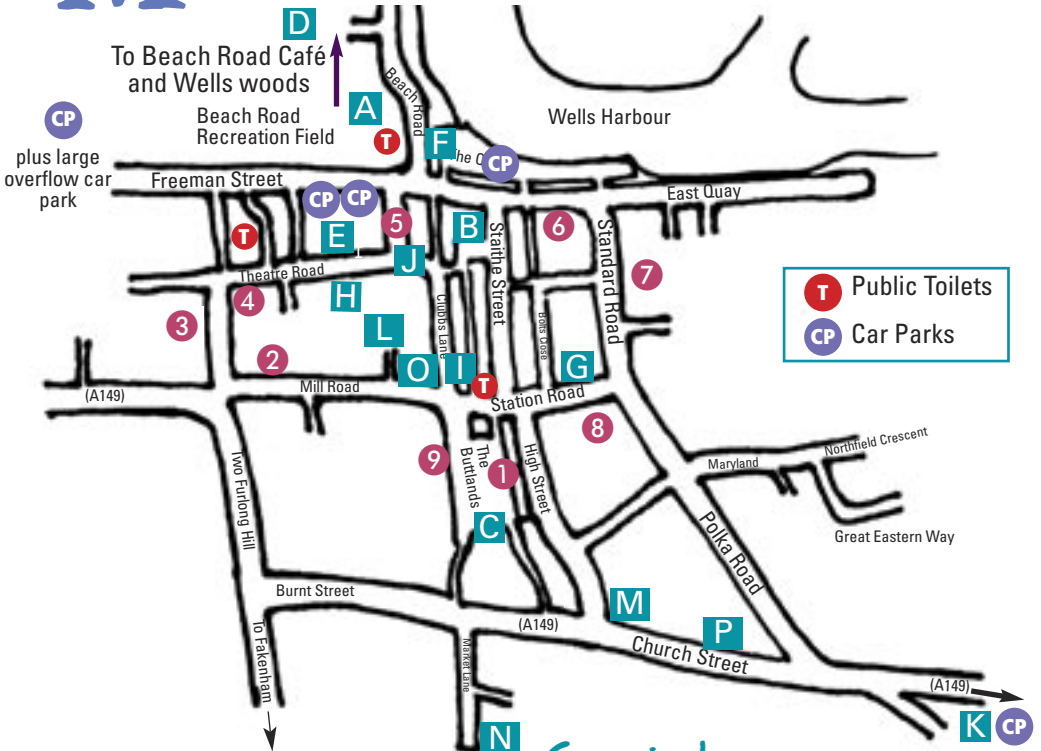 D
To Beach Road Café
and Wells woods
A
Beach Road
Beach Road
Recreation Field
T
F
The
CP
Wells Harbour
CP
plus large
overflow car
park
Freeman Street
East Quay
CP
CP
5
B
6
T
E
J
Staithe Street
Standard Road
7
Theatre Road
4
H
3
L
Chubbs Lane
Bolts Close
T Public Toilets
CP Car Parks
2
O
I
T
G
Mill Road
(A149)
Station Road
8
9
The
Buttlands
1
High Street
Maryland
Northfield Crescent
Two Furlong Hill
C
Polka Road
Great Eastern Way
Burnt Street
M
P
(A149)
Church Street
To Fakenham
Market Lane
(A149)
K
CP
N